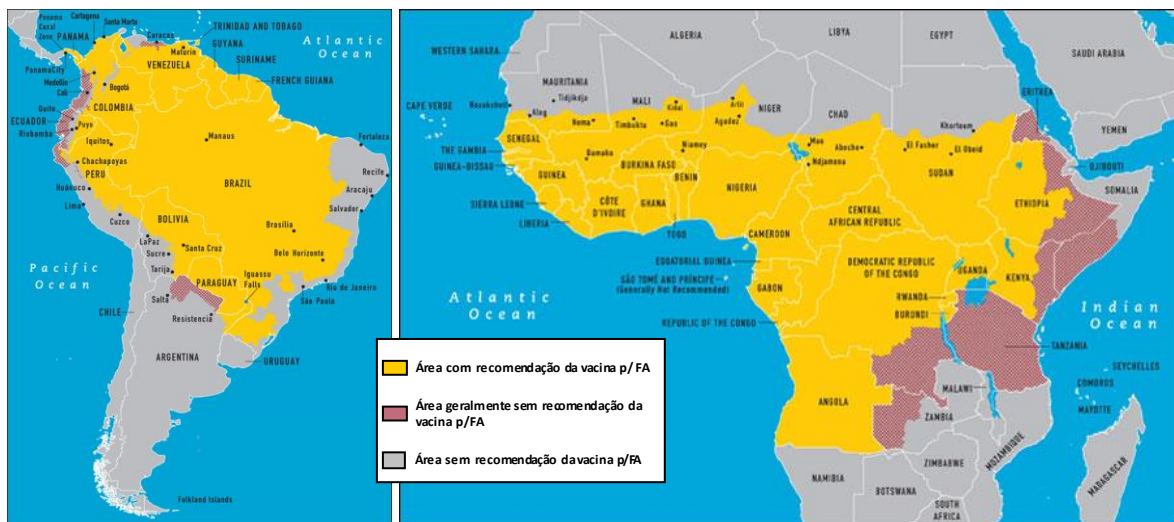 Panama
Canal
Zone
Cartagena
Santa Marta
Caracas
PANAMA
TRINIDAD AND TOBAGO
Atlantic
Ocean
Maturin
GUYANA
VENEZUELA
SURINAME
FRENCH GUIANA
PanamaCity
Medellin
Bogotá
Cali
COLOMBIA
Quito
ECUADOR
Puyo
Riobamba
Iquitos
Manaus
Fortaleza
Chachapoyas
PERU
BRAZIL
Recife
Huánuco
Aracaju
Lima
Cuzco
Salvador
BOLIVIA
Brasília
LaPaz
Santa Cruz
Sucre
Belo Horizonte
Pacific
Ocean
Tarija
PARAGUAY
Iguassu
Falls
Rio de Janeiro
Salta
São Paulo
CHILE
Resistencia
ARGENTINA
URUGUAY
Falkland Islands
ALGERIA
LIBYA
EGYPT
WESTERN SAHARA
SAUDI ARABIA
MAURITANIA
Tidjikdja
MALI
NIGER
CHAD
ERITREA
CAPE VERDE
Nouakchott
Aleg
Kidal
Arlit
Nema
Timbuktu
Gao
Agadez
Khartoum
YEMEN
SENEGAL
Mao
Abeche
El Fasher
El Obeid
THE GAMBIA
Bamako
Niamey
Ndjamena
DJIBOUTI
GUINEA-BISSAU
BURKINA FASO
SUDAN
SOMALIA
GUINEA
BENIN
NIGERIA
ETHIOPIA
SIERRA LEONE
CÔTE
D'IVOIRE
GHANA
CENTRAL
AFRICAN REPUBLIC
LIBERIA
TOGO
CAMEROON
EQUATORIAL GUINEA
DEMOCRATIC REPUBLIC
OF THE CONGO
UGANDA
KENYA
SÃO TOMÉ AND PRÍNCIPE
(Generally Not Recommended)
GABON
Atlantic
Ocean
RWANDA
BURUNDI
Indian
Ocean
REPUBLIC OF THE CONGO
TANZANIA
SEYCHELLES
COMOROS
MALAWI
MAYOTTE
ANGOLA
ZAMBIA
MOZAMBIQUE
ZIMBABWE
MADAGASCAR
NAMIBIA
BOTSWANA
SOUTH
AFRICA
Área com recomendação da vacina p/ FA
Área geralmente sem recomendação da
vacina p/FA
Área sem recomendação da vacina p/FA